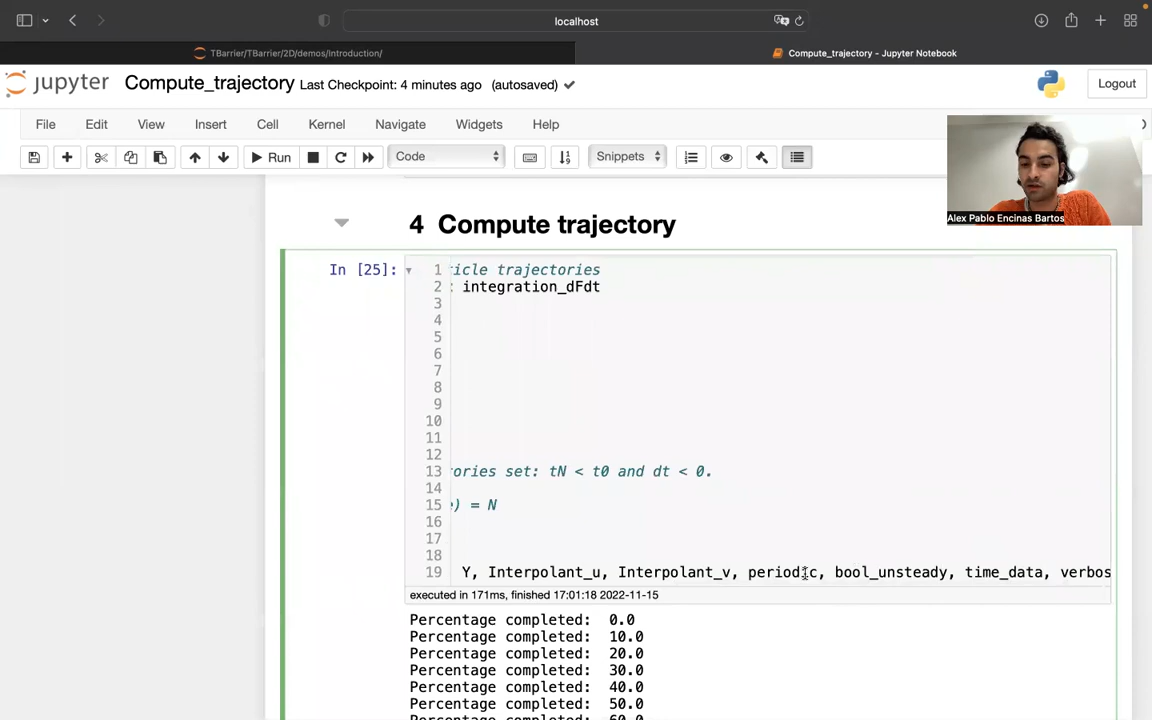 localhost
TBarrier/TBarrier/2D/demos/Introduction/
Compute_trajectory - Jupyter Notebook
jupyter Compute_trajectory Last Checkpoint: 4 minutes ago (autosaved)
Logout
File Edit View Insert Cell Kernel Navigate Widgets Help
Run Code Snippets
Alex Pablo Encinas Bartos
4 Compute trajectory
In [25]:
1 icle trajectories
2 : integration_dFdt
3
4
5
6
7
8
9
10
11
12
13 ories set: tN < t0 and dt < 0.
14
15 e) = N
16
17
18
19 Y, Interpolant_u, Interpolant_v, periodic, bool_unsteady, time_data, verbos
executed in 171ms, finished 17:01:18 2022-11-15
Percentage completed: 0.0
Percentage completed: 10.0
Percentage completed: 20.0
Percentage completed: 30.0
Percentage completed: 40.0
Percentage completed: 50.0
Percentage completed: 60.0